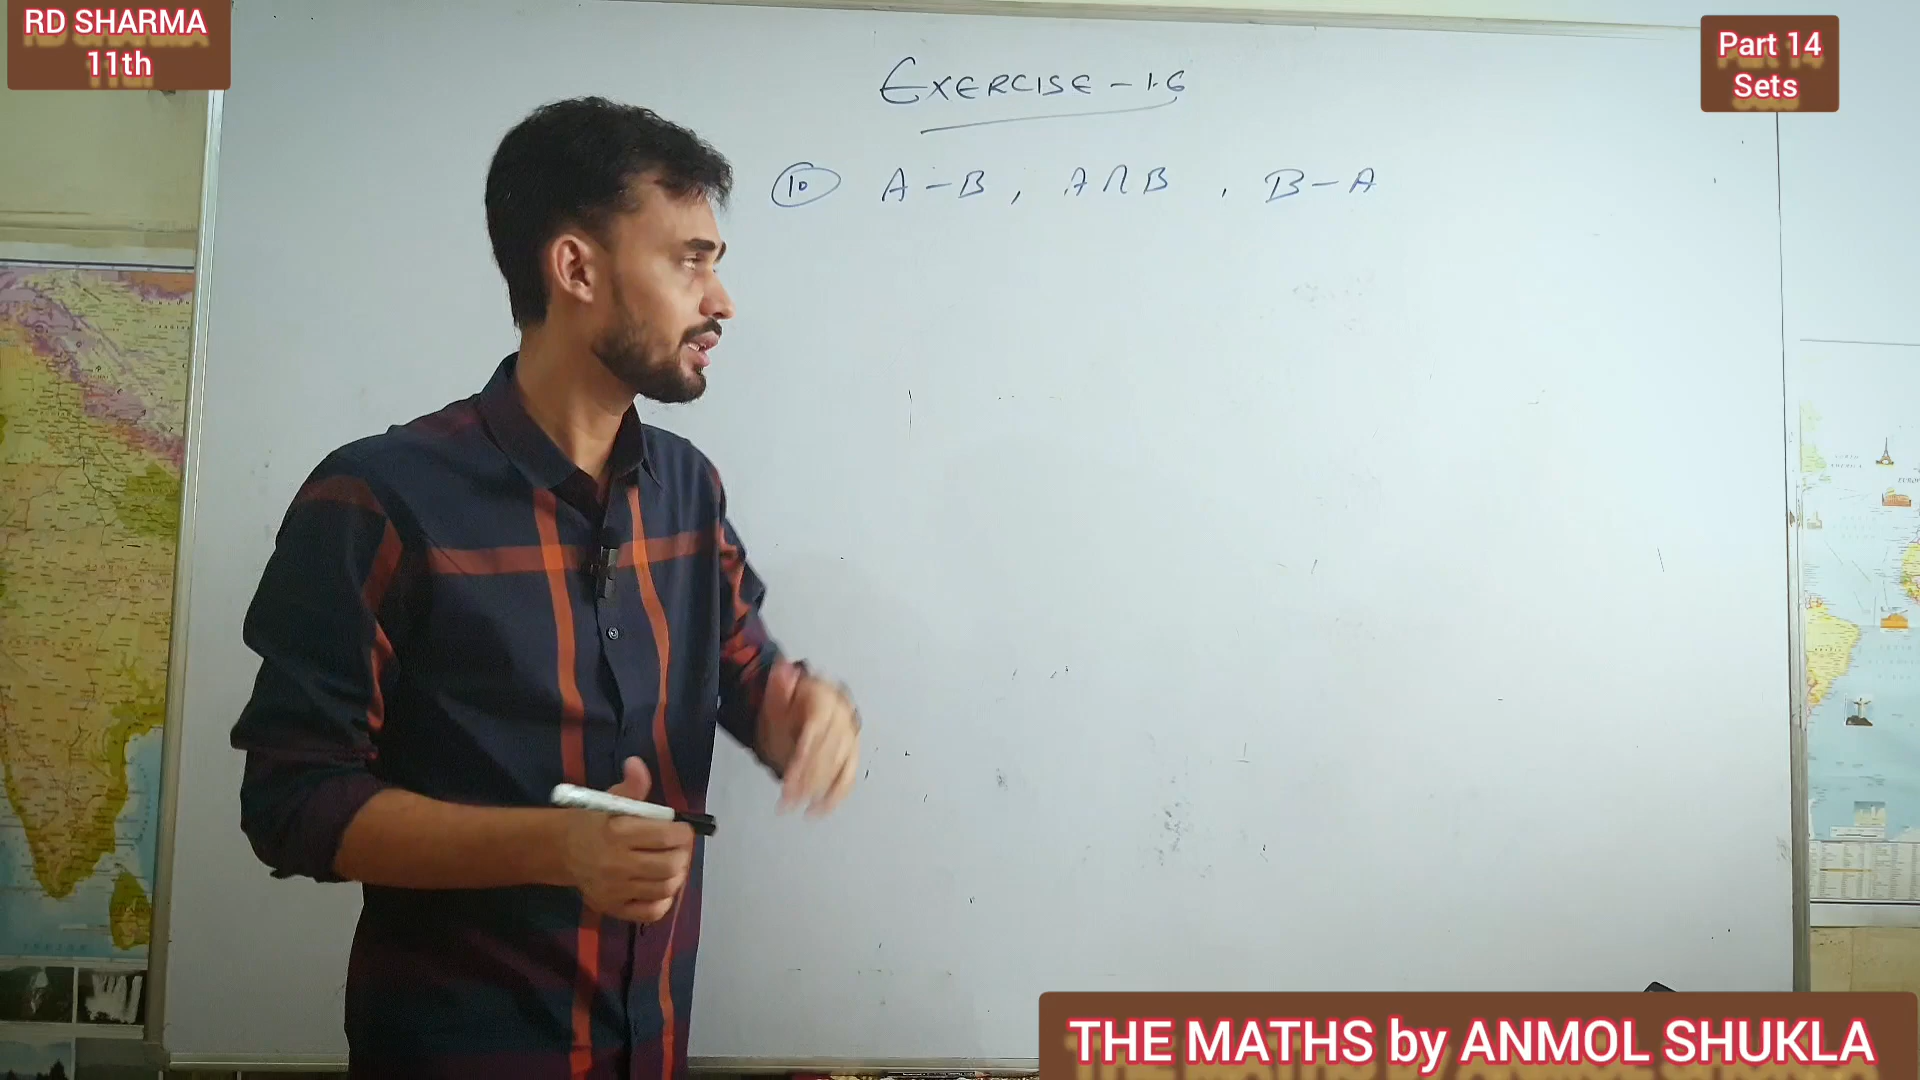 RD SHARMA
11th
Part 14
Sets
EXERCISE - 1.6
10 A - B , A ∩ B , B - A
THE MATHS by ANMOL SHUKLA